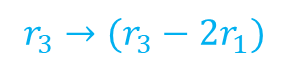 r₃ → (r₃ − 2r₁)